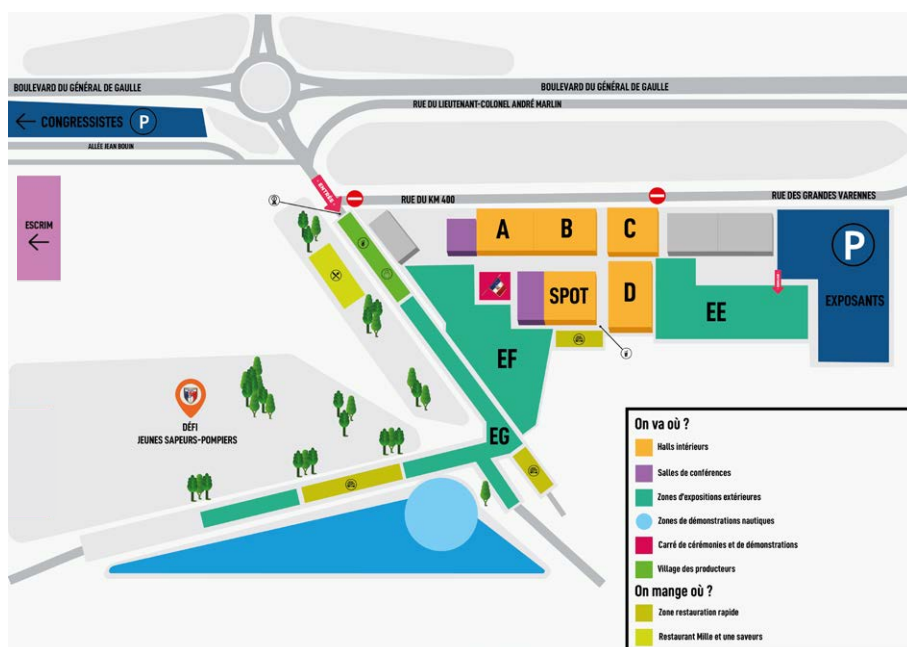 BOULEVARD DU GÉNÉRAL DE GAULLE
BOULEVARD DU GÉNÉRAL DE GAULLE
RUE DU LIEUTENANT-COLONEL ANDRÉ MARLIN
← CONGRESSISTES P
ALLÉE JEAN BOUIN
ENTRÉE
RUE DU KM 400
RUE DES GRANDES VARENNES
ESCRIM
←
A
B
C
P
SPOT
D
EE
EXPOSANTS
EF
DÉFI
JEUNES SAPEURS-POMPIERS
EG
On va où ?
Halls intérieurs
Salles de conférences
Zones d'expositions extérieures
Zones de démonstrations nautiques
Carré de cérémonies et de démonstrations
Village des producteurs
On mange où ?
Zone restauration rapide
Restaurant Mille et une saveurs